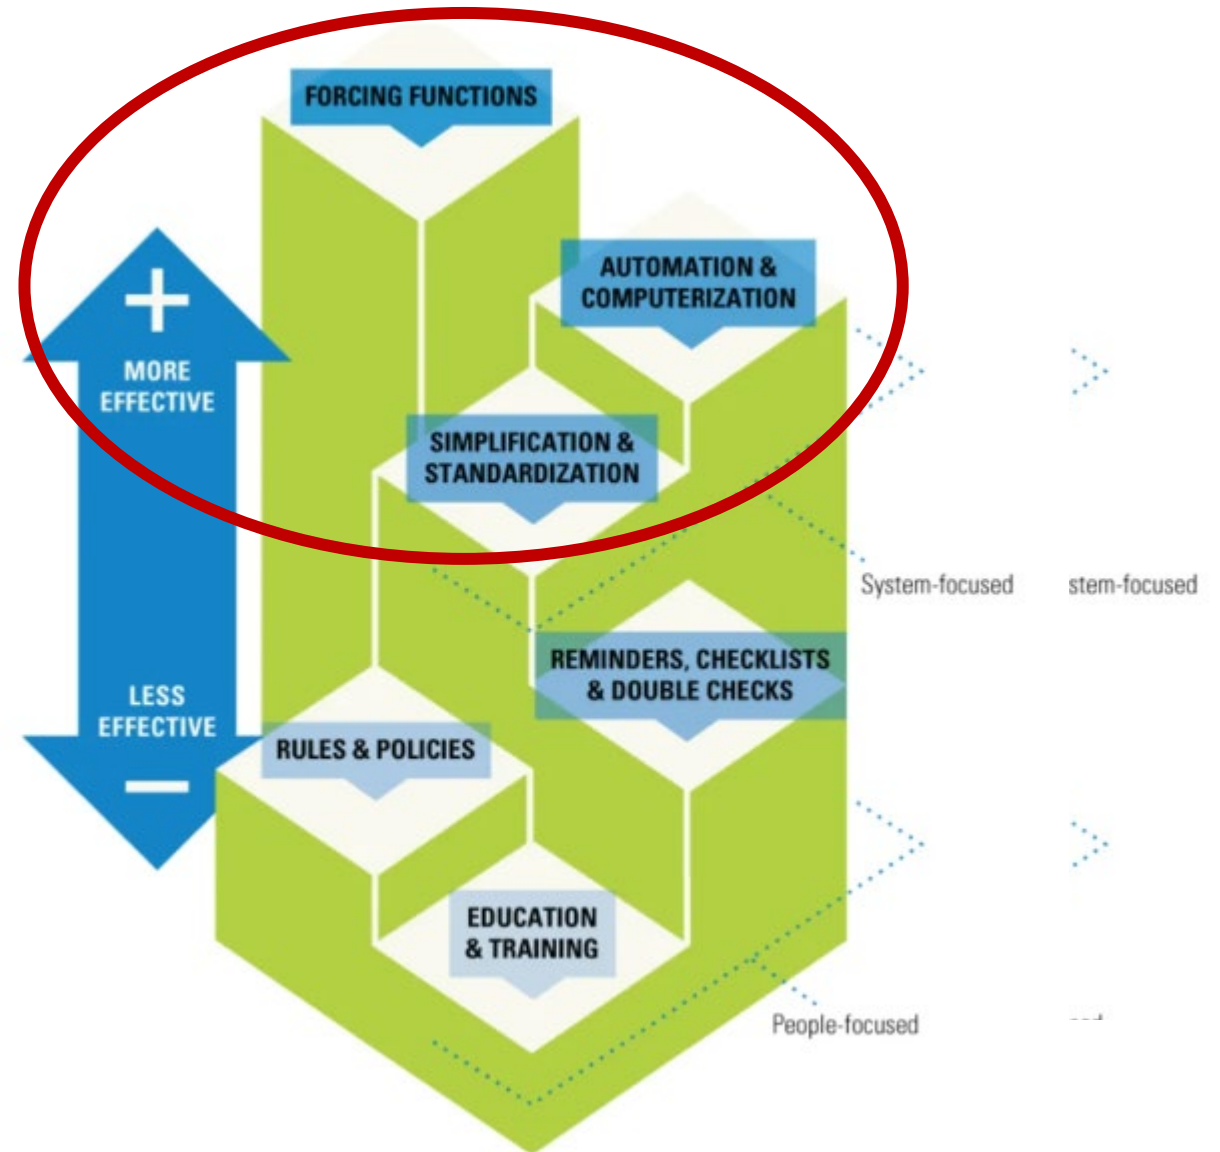 FORCING FUNCTIONS
AUTOMATION &
COMPUTERIZATION
+
MORE
EFFECTIVE
SIMPLIFICATION &
STANDARDIZATION
System-focused
stem-focused
REMINDERS, CHECKLISTS
& DOUBLE CHECKS
LESS
EFFECTIVE
RULES & POLICIES
−
EDUCATION
& TRAINING
People-focused